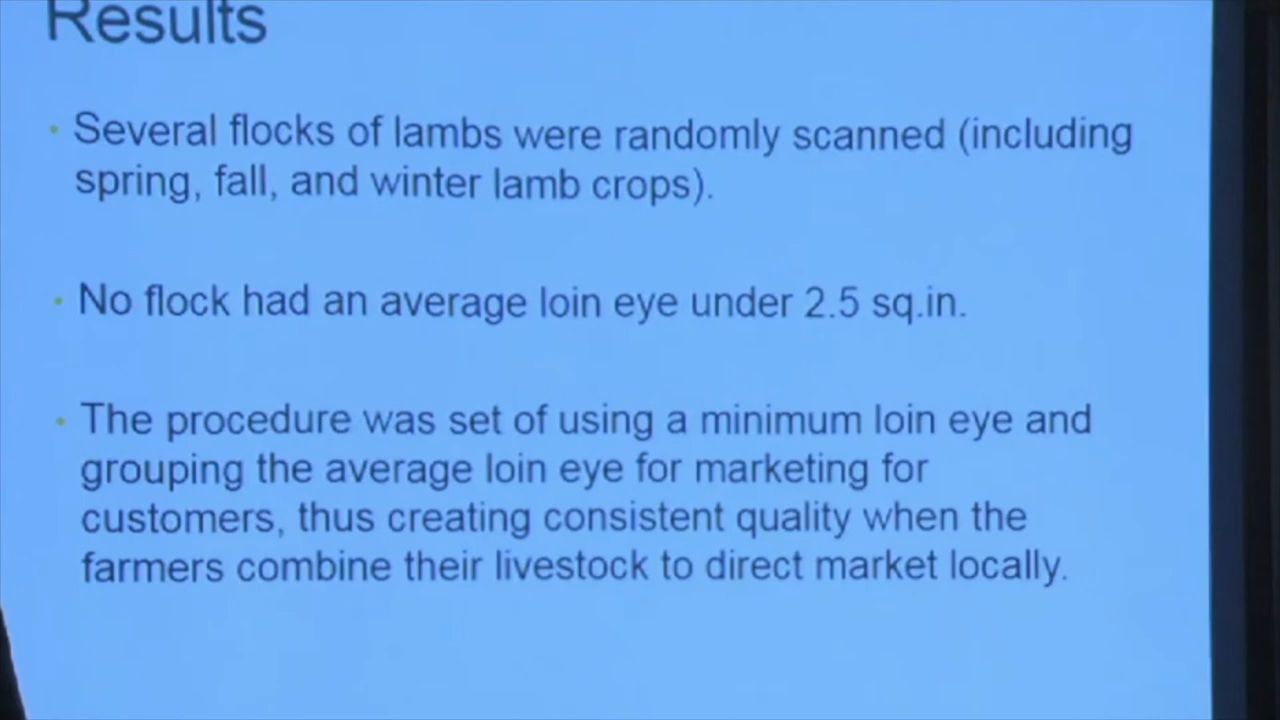 Results
• Several flocks of lambs were randomly scanned (including
spring, fall, and winter lamb crops).
• No flock had an average loin eye under 2.5 sq.in.
• The procedure was set of using a minimum loin eye and
grouping the average loin eye for marketing for
customers, thus creating consistent quality when the
farmers combine their livestock to direct market locally.